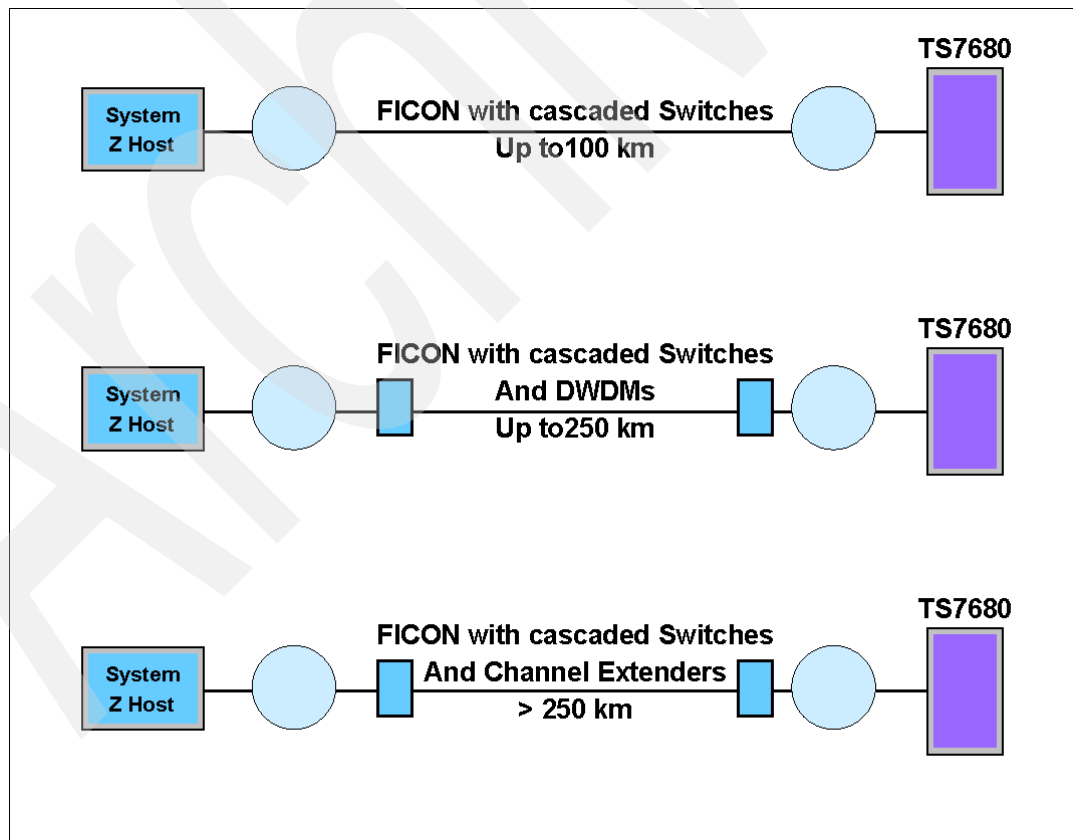 TS7680
System
Z Host
FICON with cascaded Switches
Up to100 km
TS7680
System
Z Host
FICON with cascaded Switches
And DWDMs
Up to250 km
TS7680
System
Z Host
FICON with cascaded Switches
And Channel Extenders
> 250 km